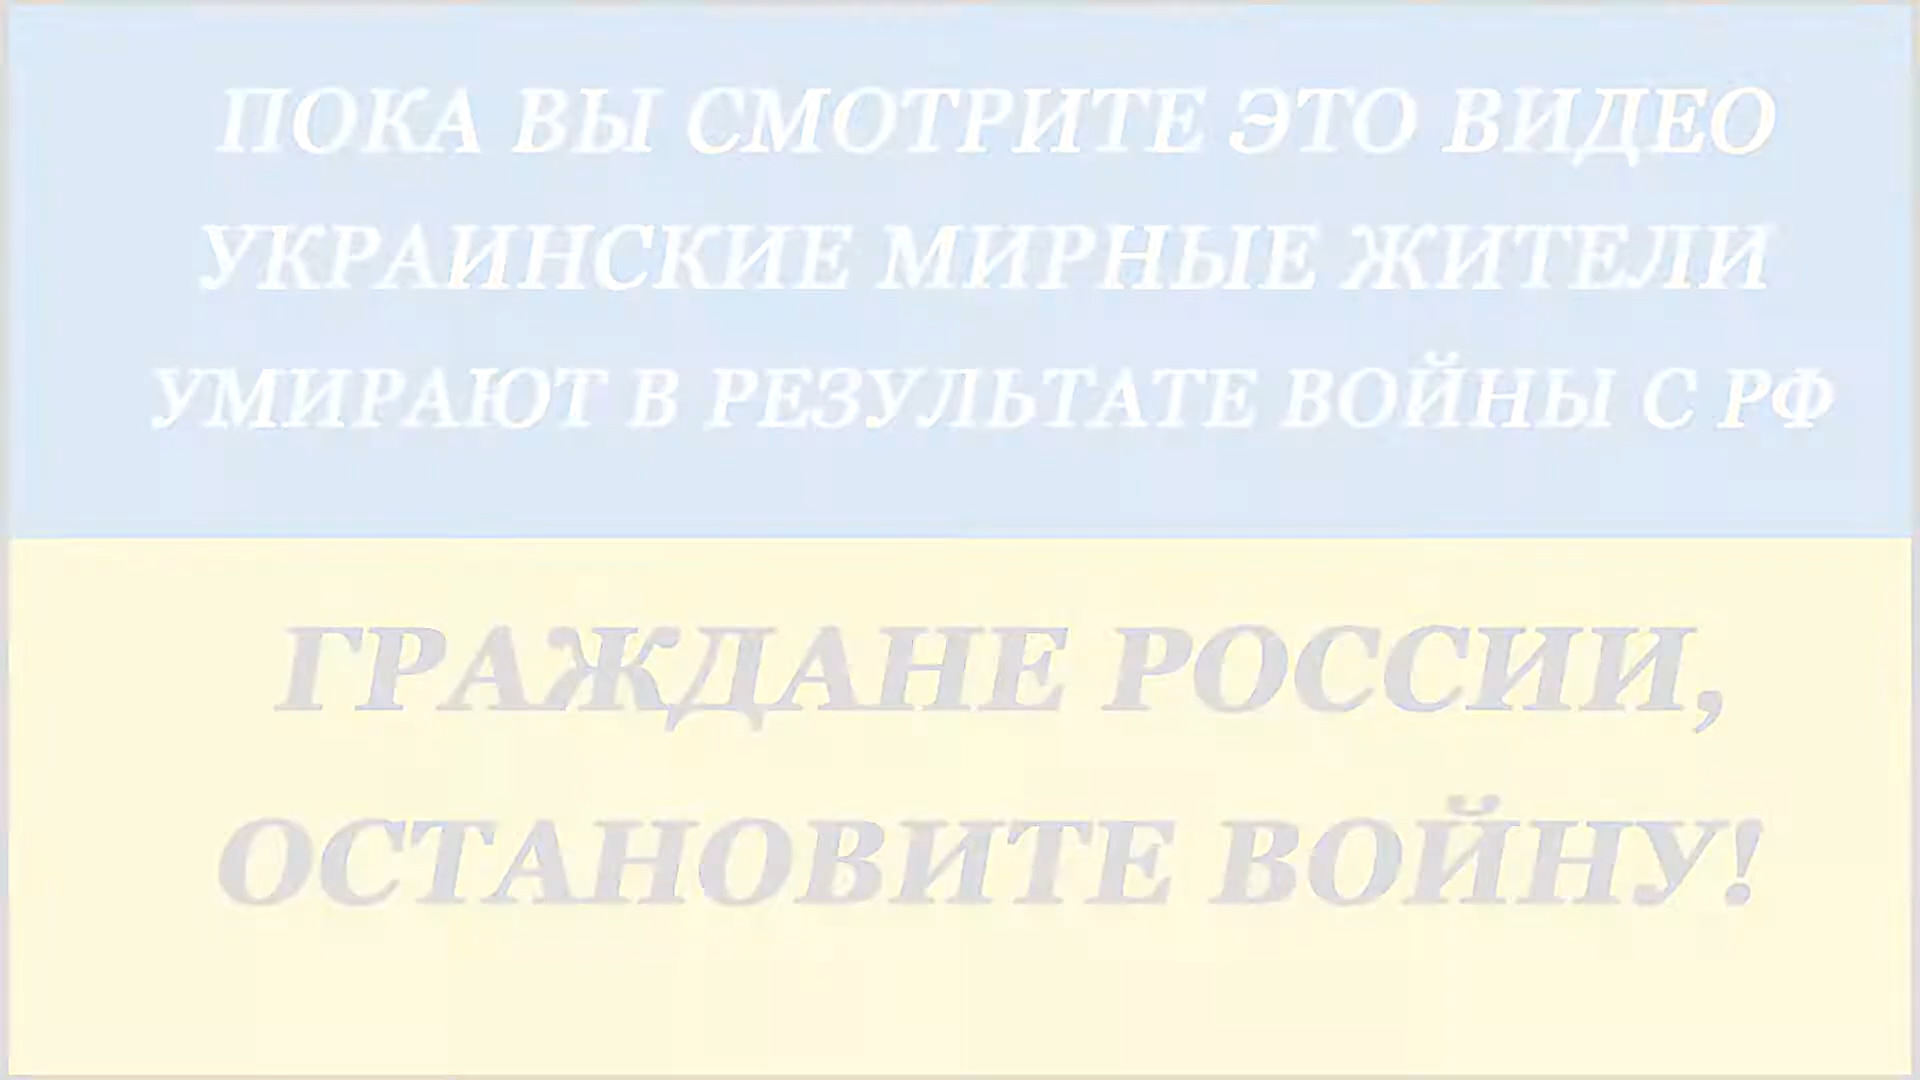 ПОКА ВЫ СМОТРИТЕ ЭТО ВИДЕО
УКРАИНСКИЕ МИРНЫЕ ЖИТЕЛИ
УМИРАЮТ В РЕЗУЛЬТАТЕ ВОЙНЫ С РФ
ГРАЖДАНЕ РОССИИ,
ОСТАНОВИТЕ ВОЙНУ!